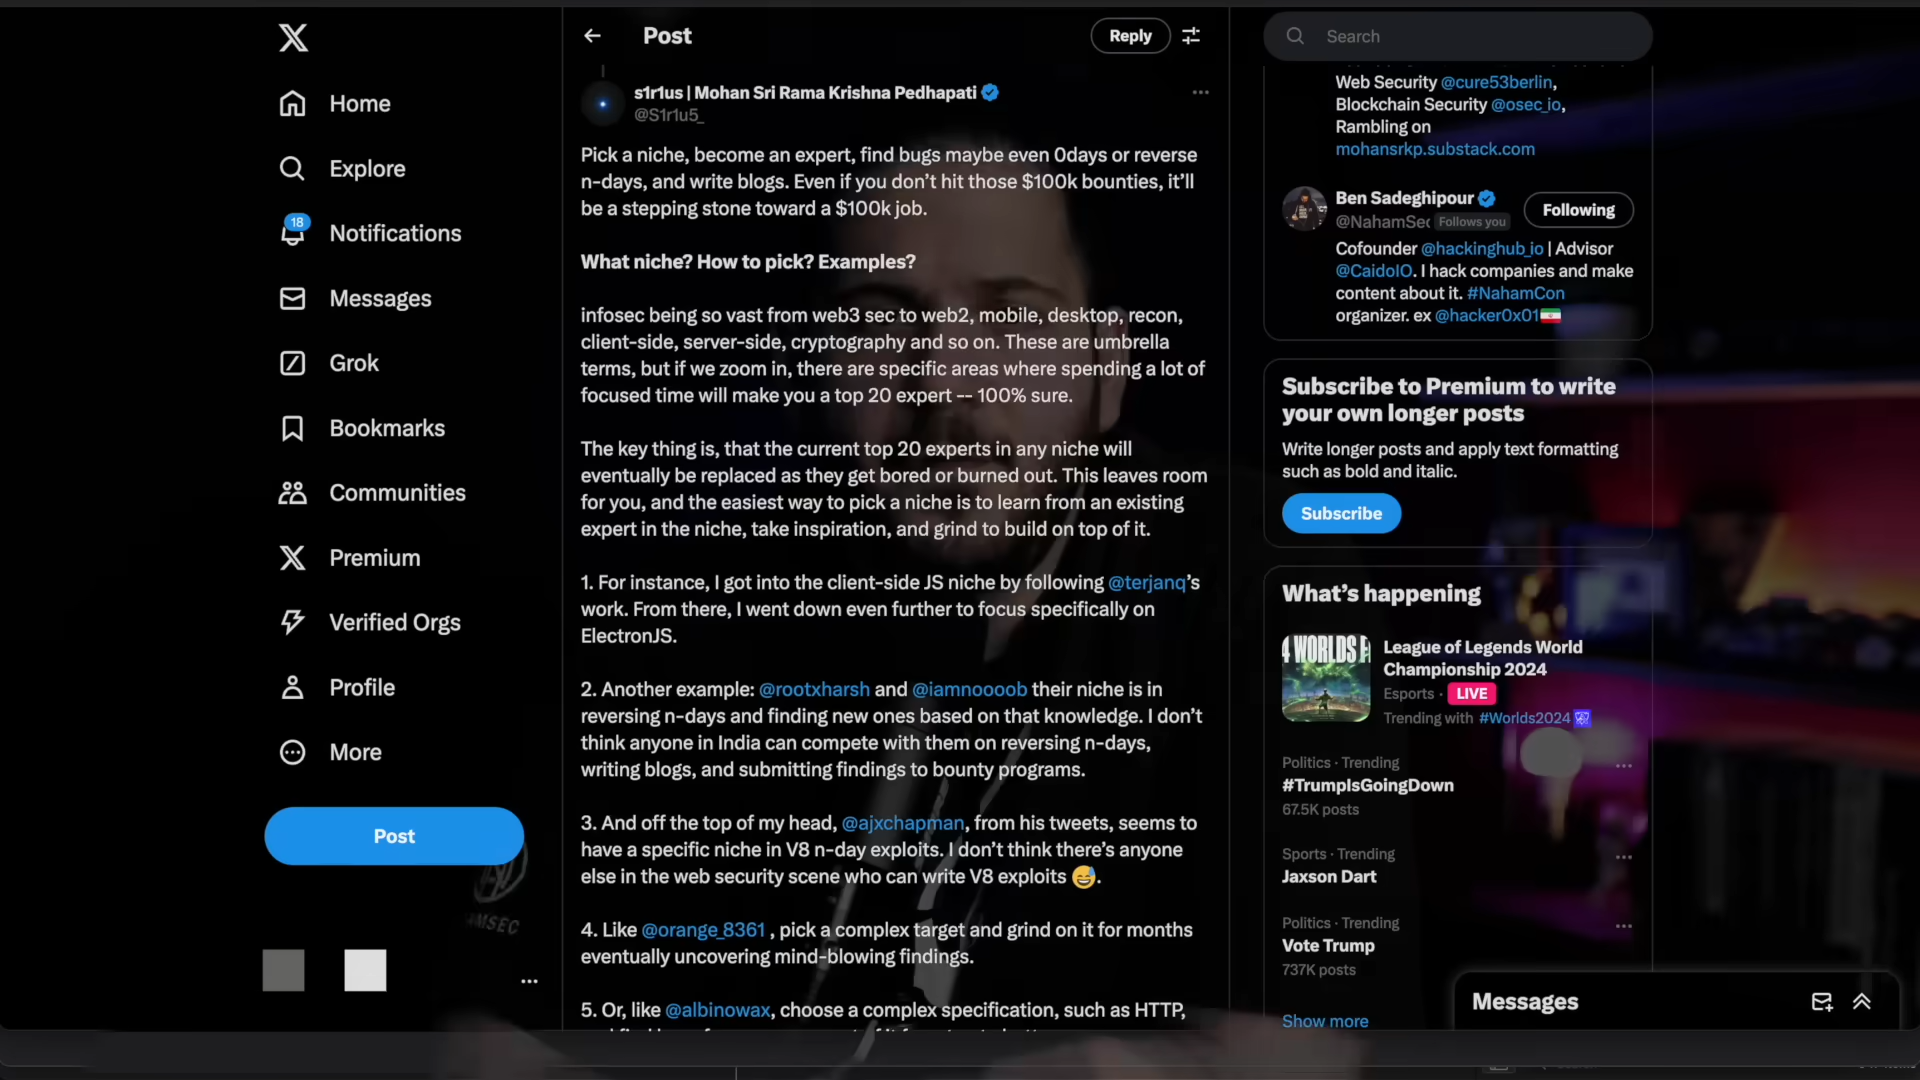 Home
Explore
18
Notifications
Messages
Grok
Bookmarks
Communities
Premium
Verified Orgs
Profile
More
Post
Post
Reply
s1r1us | Mohan Sri Rama Krishna Pedhapati
@S1r1u5_
Pick a niche, become an expert, find bugs maybe even 0days or reverse
n-days, and write blogs. Even if you don’t hit those $100k bounties, it’ll
be a stepping stone toward a $100k job.
What niche? How to pick? Examples?
infosec being so vast from web3 sec to web2, mobile, desktop, recon,
client-side, server-side, cryptography and so on. These are umbrella
terms, but if we zoom in, there are specific areas where spending a lot of
focused time will make you a top 20 expert -- 100% sure.
The key thing is, that the current top 20 experts in any niche will
eventually be replaced as they get bored or burned out. This leaves room
for you, and the easiest way to pick a niche is to learn from an existing
expert in the niche, take inspiration, and grind to build on top of it.
1. For instance, I got into the client-side JS niche by following @terjanq’s
work. From there, I went down even further to focus specifically on
ElectronJS.
2. Another example: @rootxharsh and @iamnoooob their niche is in
reversing n-days and finding new ones based on that knowledge. I don’t
think anyone in India can compete with them on reversing n-days,
writing blogs, and submitting findings to bounty programs.
3. And off the top of my head, @ajxchapman, from his tweets, seems to
have a specific niche in V8 n-day exploits. I don’t think there’s anyone
else in the web security scene who can write V8 exploits 😅.
4. Like @orange_8361 , pick a complex target and grind on it for months
eventually uncovering mind-blowing findings.
5. Or, like @albinowax, choose a complex specification, such as HTTP,
Search
Web Security @cure53berlin,
Blockchain Security @osec_io,
Rambling on
mohansrkp.substack.com
Ben Sadeghipour
@NahamSec Follows you
Following
Cofounder @hackinghub_io | Advisor
@CaidoIO. I hack companies and make
content about it. #NahamCon
organizer. ex @hacker0x01🇮🇷
Subscribe to Premium to write
your own longer posts
Write longer posts and apply text formatting
such as bold and italic.
Subscribe
What’s happening
4 WORLDS
League of Legends World
Championship 2024
Esports · LIVE
Trending with #Worlds2024
Politics · Trending
#TrumpIsGoingDown
67.5K posts
Sports · Trending
Jaxson Dart
Politics · Trending
Vote Trump
737K posts
Show more
Messages